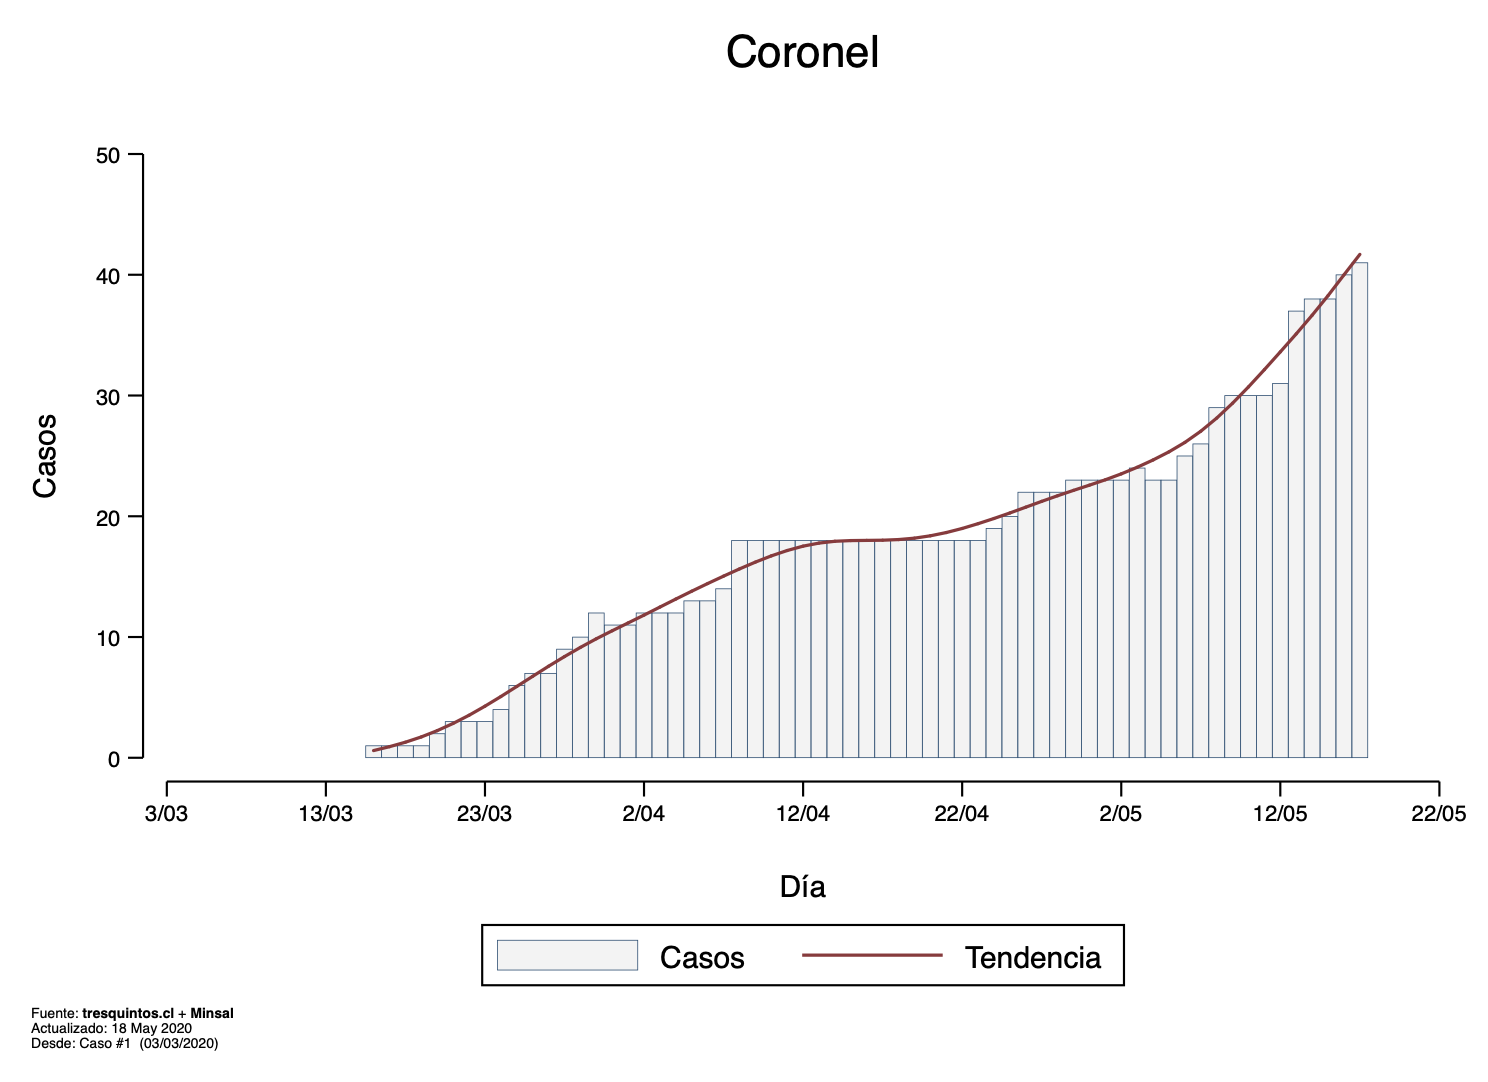 Coronel
50
40
30
20
10
0
Casos
3/03 13/03 23/03 2/04 12/04 22/04 2/05 12/05 22/05
Día
Casos Tendencia
Fuente: tresquintos.cl + Minsal
Actualizado: 18 May 2020
Desde: Caso #1 (03/03/2020)